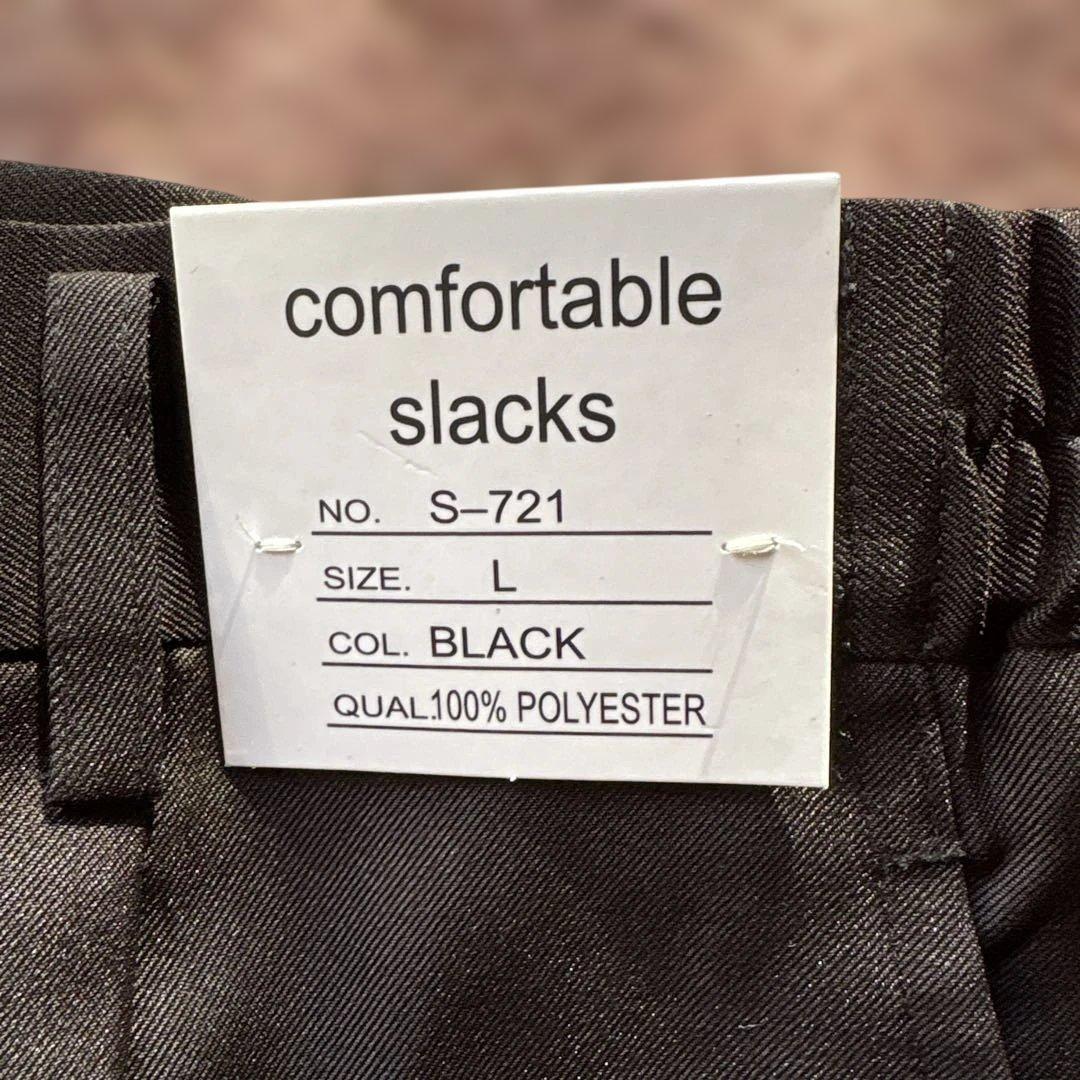 comfortable
slacks
NO. S–721
SIZE. L
COL. BLACK
QUAL.100% POLYESTER